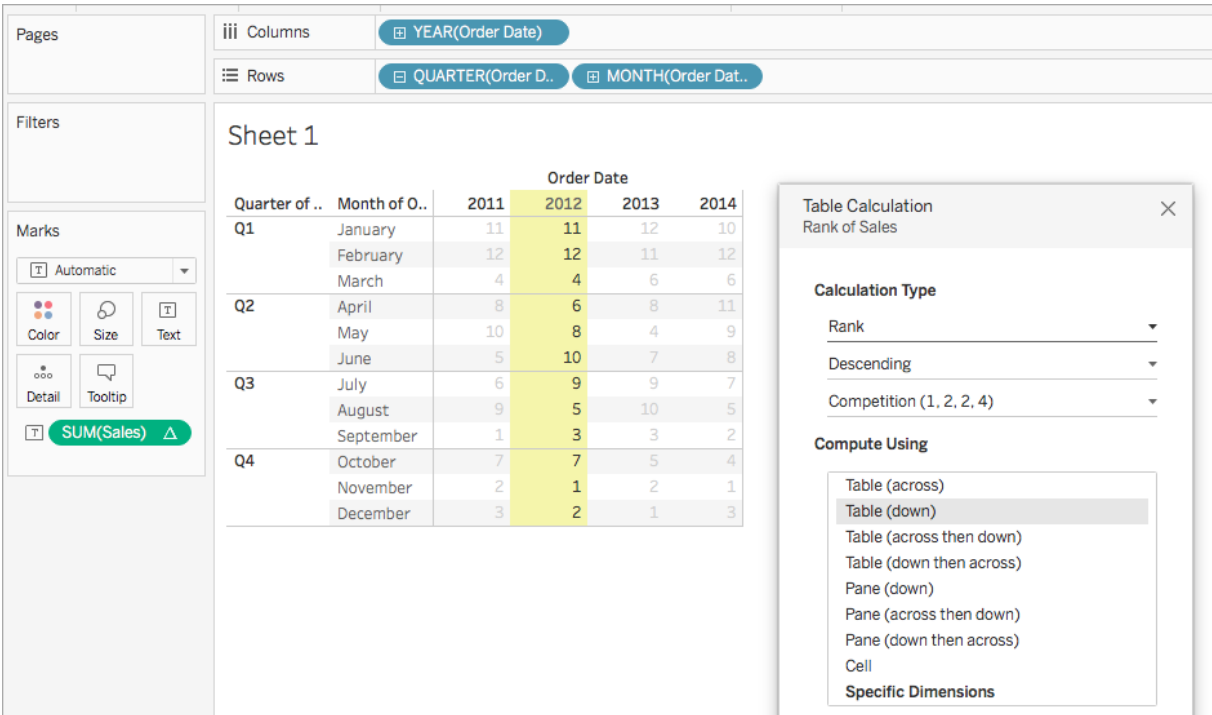 Pages
iii Columns
YEAR(Order Date)
Rows
QUARTER(Order D..
MONTH(Order Dat..
Filters
Sheet 1
Order Date
Quarter of .. Month of O.. 2011 2012 2013 2014
Q1 January 11 11 12 10
February 12 12 11 12
March 4 4 6 6
Q2 April 8 6 8 11
May 10 8 4 9
June 5 10 7 8
Q3 July 6 9 9 7
August 9 5 10 5
September 1 3 3 2
Q4 October 7 7 5 4
November 2 1 2 1
December 3 2 1 3
Marks
T Automatic
Color Size T Text
Detail Tooltip
T SUM(Sales) Δ
Table Calculation
Rank of Sales
Calculation Type
Rank
Descending
Competition (1, 2, 2, 4)
Compute Using
Table (across)
Table (down)
Table (across then down)
Table (down then across)
Pane (down)
Pane (across then down)
Pane (down then across)
Cell
Specific Dimensions